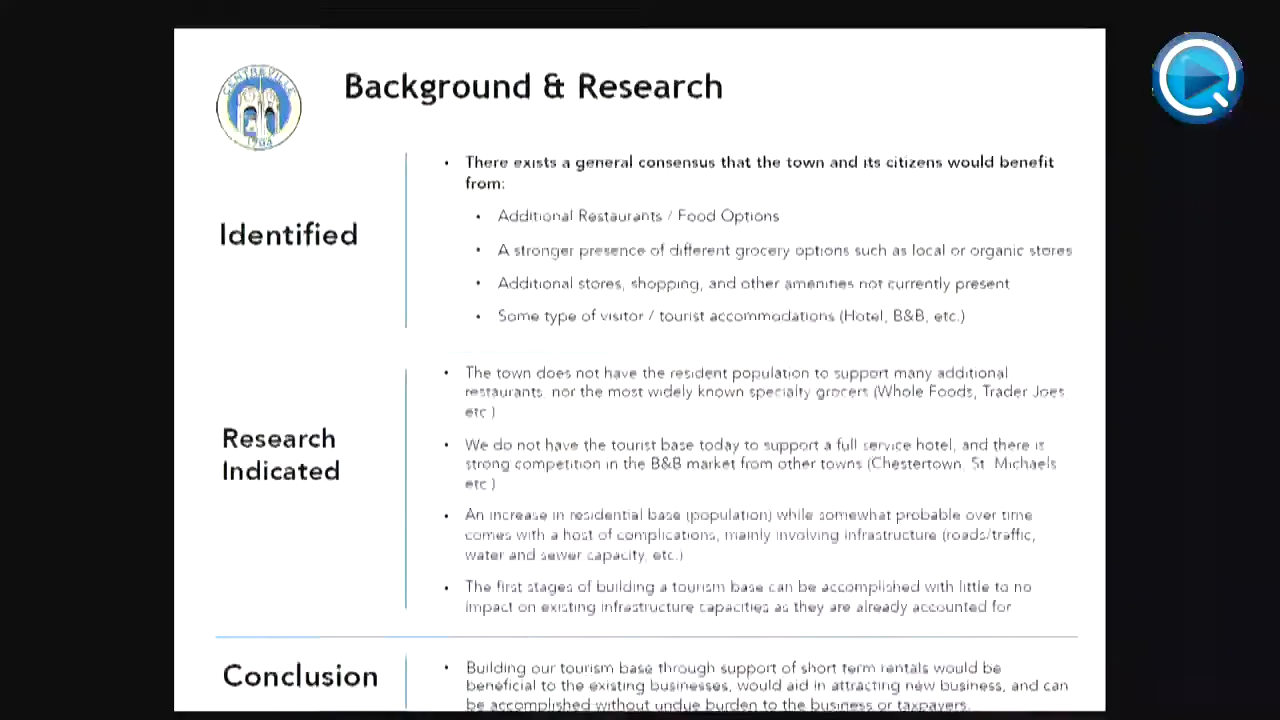 CENTREVILLE
1794
Background & Research
Identified
• There exists a general consensus that the town and its citizens would benefit
from:
• Additional Restaurants / Food Options
• A stronger presence of different grocery options such as local or organic stores
• Additional stores, shopping, and other amenities not currently present
• Some type of visitor / tourist accommodations (Hotel, B&B, etc.)
Research
Indicated
• The town does not have the resident population to support many additional
restaurants, nor the most widely known specialty grocers (Whole Foods, Trader Joes,
etc.)
• We do not have the tourist base today to support a full service hotel, and there is
strong competition in the B&B market from other towns (Chestertown, St. Michaels
etc.)
• An increase in residential base (population) while somewhat probable over time
comes with a host of complications, mainly involving infrastructure (roads/traffic,
water and sewer capacity, etc.)
• The first stages of building a tourism base can be accomplished with little to no
impact on existing infrastructure capacities as they are already accounted for
Conclusion
• Building our tourism base through support of short term rentals would be
beneficial to the existing businesses, would aid in attracting new business, and can
be accomplished without undue burden to the business or taxpayers.